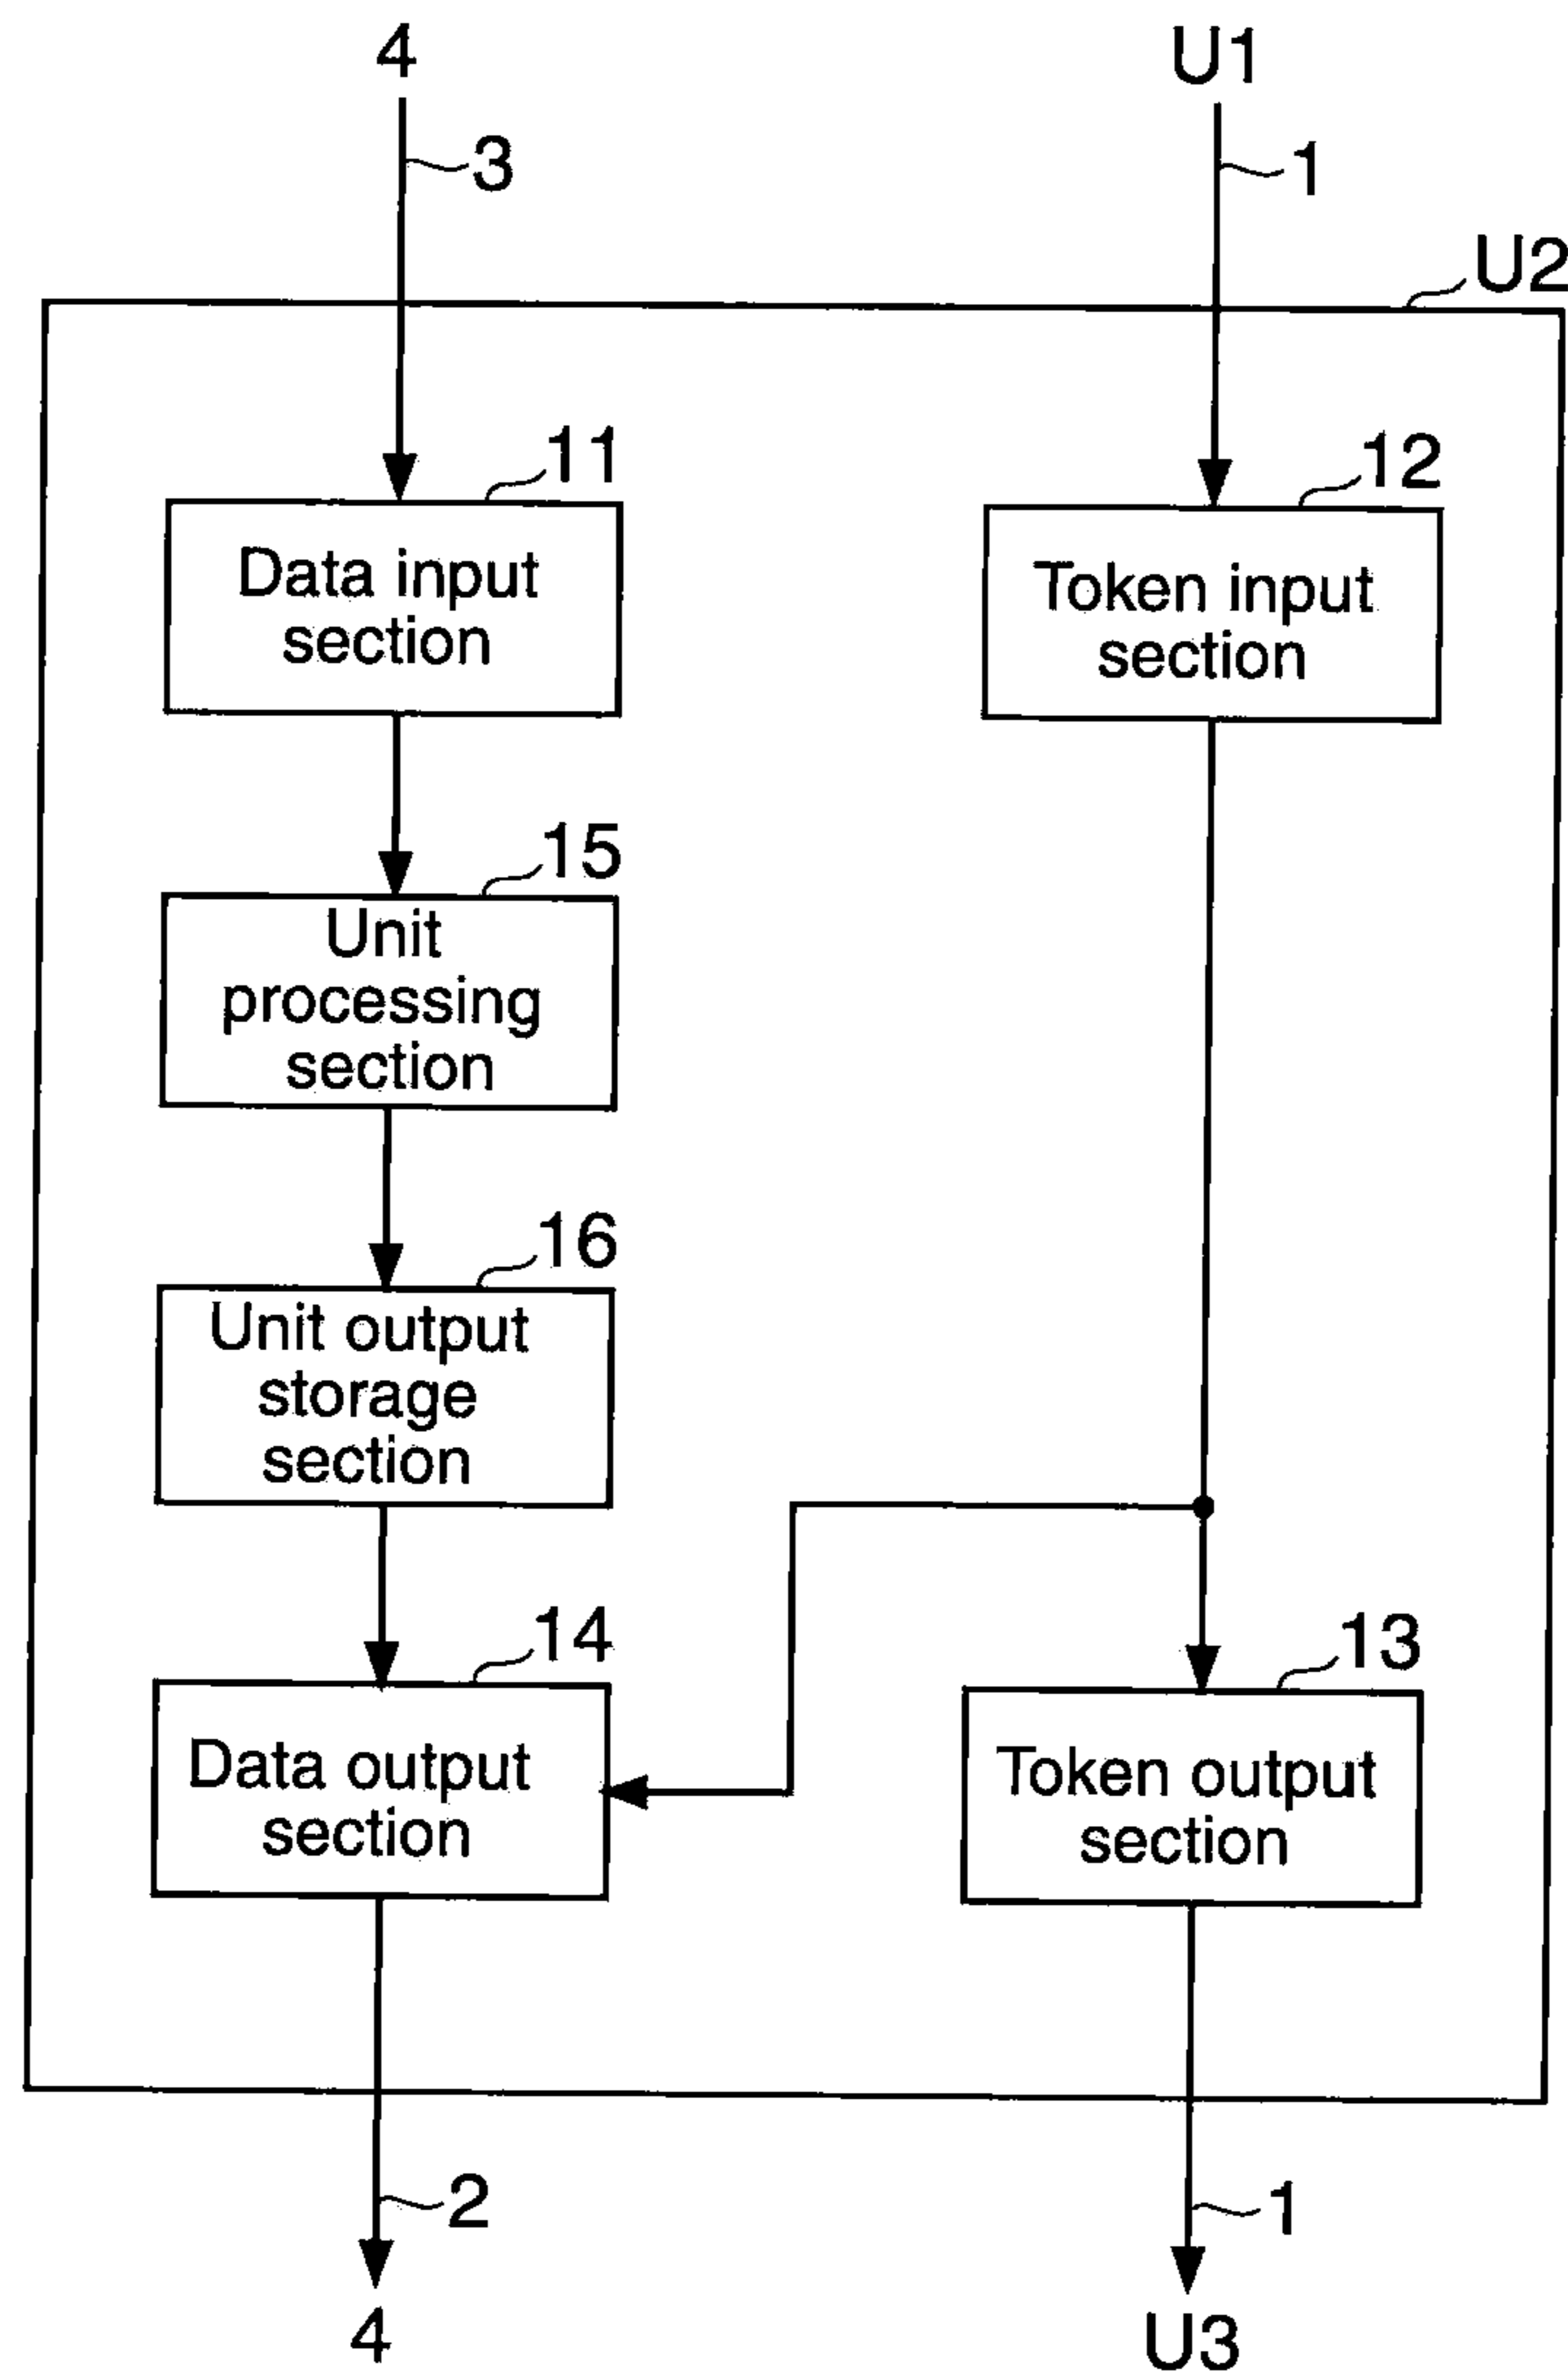 4
U1
3
1
U2
11
12
Data input
section
Token input
section
15
Unit
processing
section
16
Unit output
storage
section
14
13
Data output
section
Token output
section
2
1
4
U3